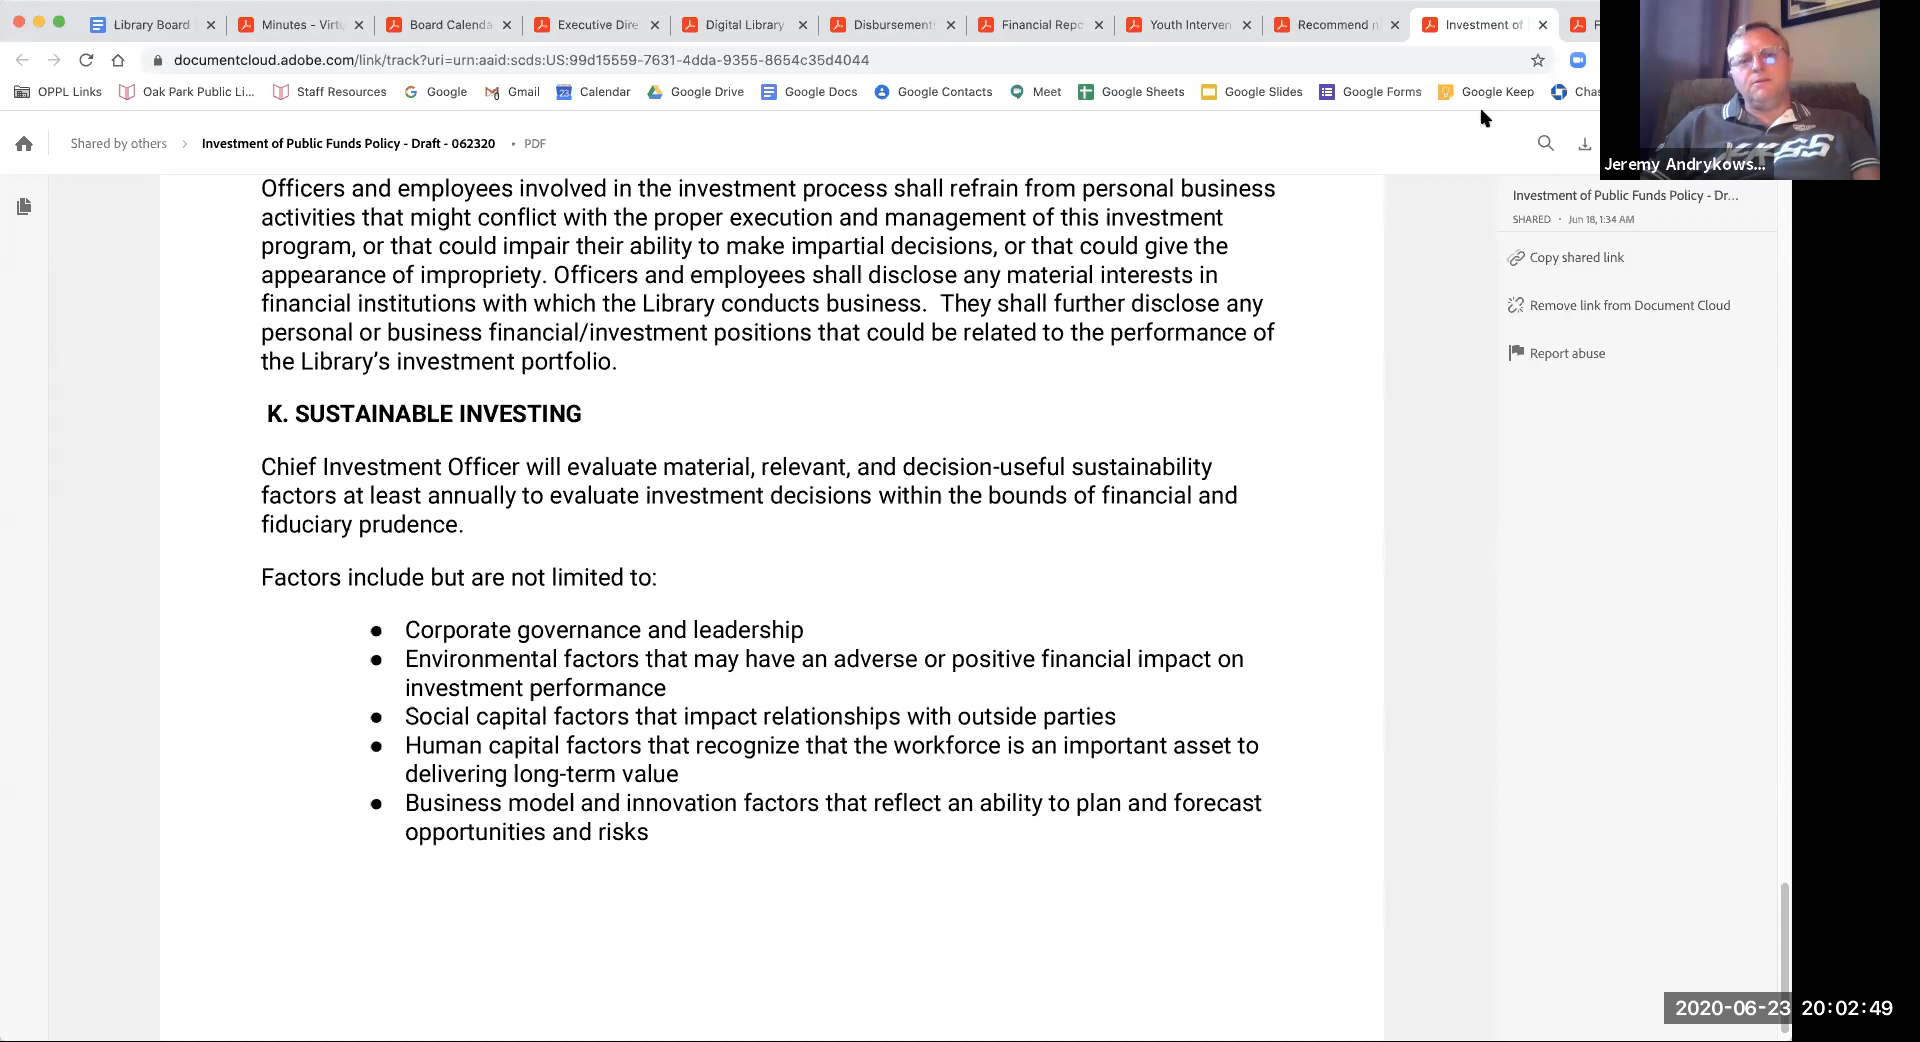 Library Board
Minutes - Virtu
Board Calenda
Executive Dire
Digital Library
Disbursement
Financial Repo
Youth Interven
Recommend n
Investment of
documentcloud.adobe.com/link/track?uri=urn:aaid:scds:US:99d15559-7631-4dda-9355-8654c35d4044
OPPL Links
Oak Park Public Li...
Staff Resources
Google
Gmail
Calendar
Google Drive
Google Docs
Google Contacts
Meet
Google Sheets
Google Slides
Google Forms
Google Keep
Chas
Shared by others > Investment of Public Funds Policy - Draft - 062320 • PDF
Jeremy Andrykows...
Officers and employees involved in the investment process shall refrain from personal business
activities that might conflict with the proper execution and management of this investment
program, or that could impair their ability to make impartial decisions, or that could give the
appearance of impropriety. Officers and employees shall disclose any material interests in
financial institutions with which the Library conducts business. They shall further disclose any
personal or business financial/investment positions that could be related to the performance of
the Library's investment portfolio.
K. SUSTAINABLE INVESTING
Chief Investment Officer will evaluate material, relevant, and decision-useful sustainability
factors at least annually to evaluate investment decisions within the bounds of financial and
fiduciary prudence.
Factors include but are not limited to:
● Corporate governance and leadership
● Environmental factors that may have an adverse or positive financial impact on
investment performance
● Social capital factors that impact relationships with outside parties
● Human capital factors that recognize that the workforce is an important asset to
delivering long-term value
● Business model and innovation factors that reflect an ability to plan and forecast
opportunities and risks
Investment of Public Funds Policy - Dr...
SHARED • Jun 18, 1:34 AM
Copy shared link
Remove link from Document Cloud
Report abuse
2020-06-23 20:02:49